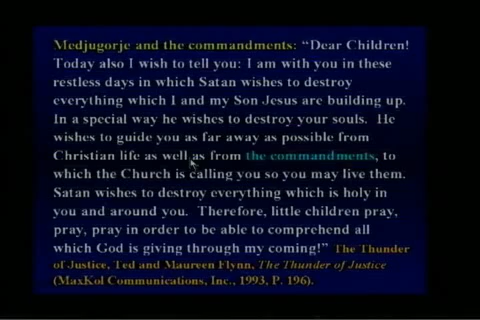 Medjugorje and the commandments: “Dear Children!
Today also I wish to tell you: I am with you in these
restless days in which Satan wishes to destroy
everything which I and my Son Jesus are building up.
In a special way he wishes to destroy your souls.  He
wishes to guide you as far away as possible from
Christian life as well as from the commandments, to
which the Church is calling you so you may live them.
Satan wishes to destroy everything which is holy in
you and around you.  Therefore, little children pray,
pray, pray in order to be able to comprehend all
which God is giving through my coming!” The Thunder
of Justice, Ted and Maureen Flynn, The Thunder of Justice
(MaxKol Communications, Inc., 1993, P. 196).